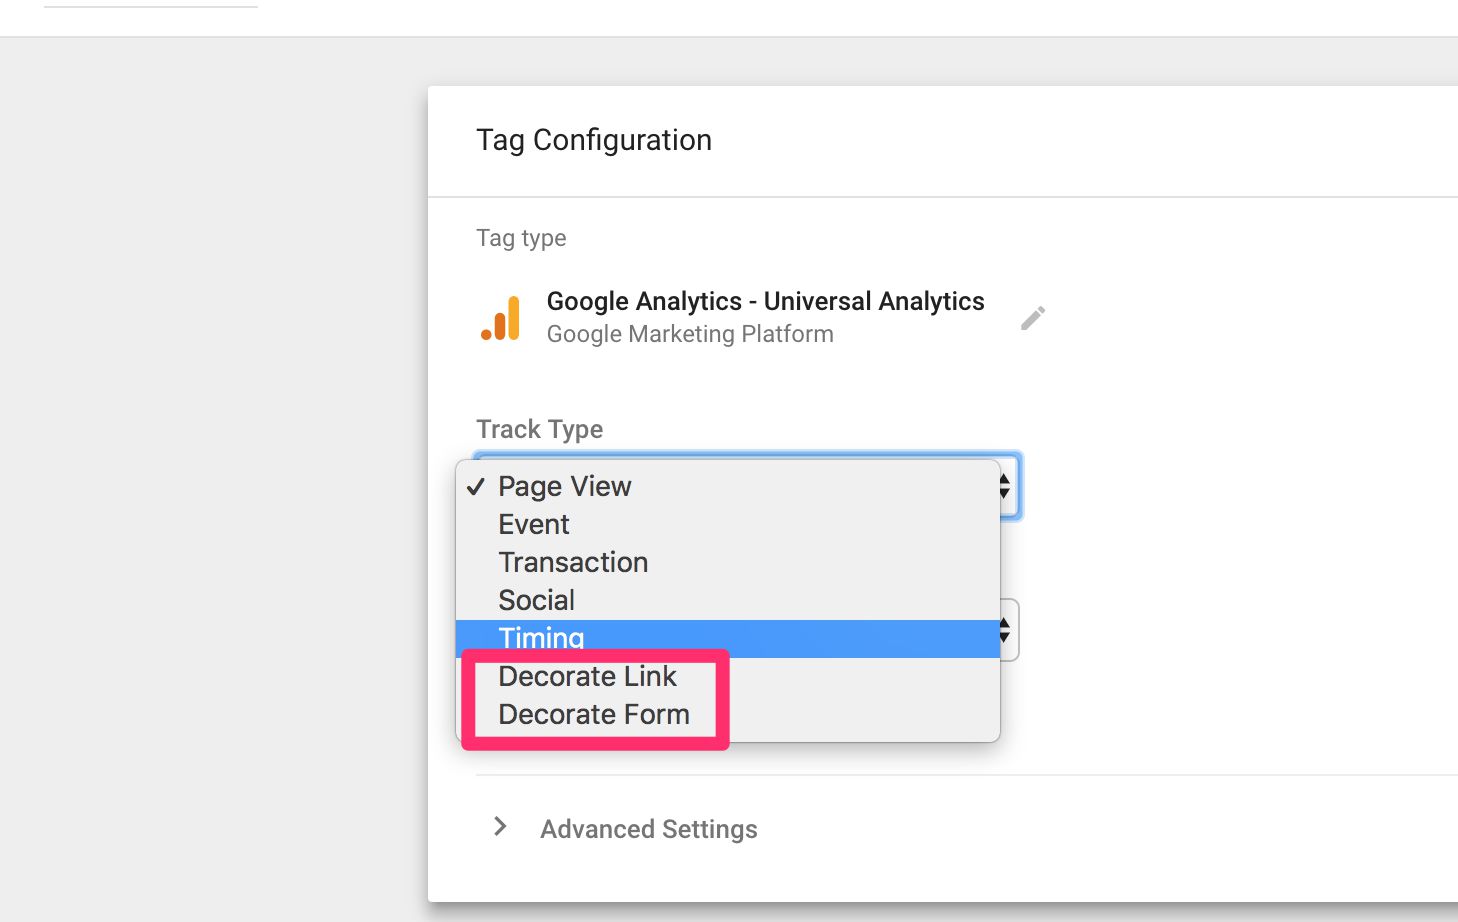 Tag Configuration
Tag type
Google Analytics - Universal Analytics
Google Marketing Platform
Track Type
✓ Page View
Event
Transaction
Social
Timing
Decorate Link
Decorate Form
Advanced Settings